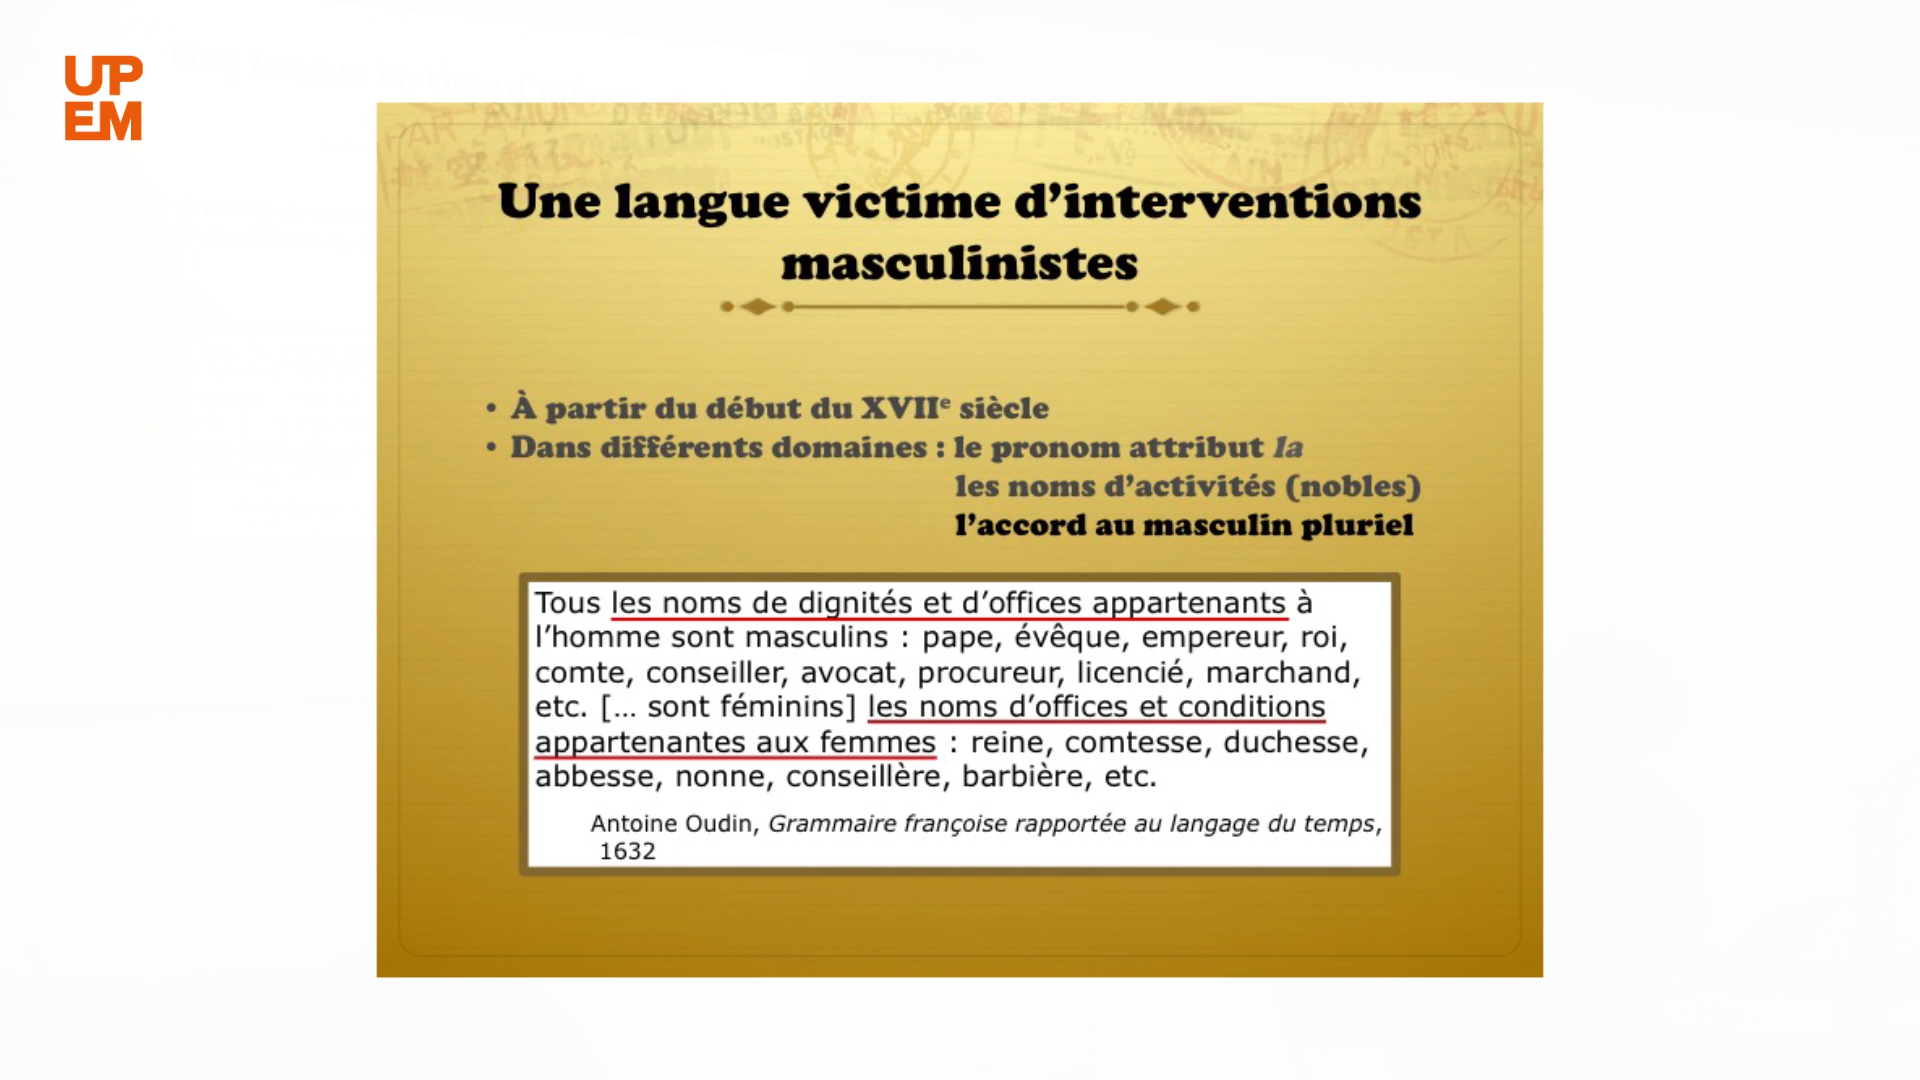 UP
EM
PAR AVION
Une langue victime d’interventions
masculinistes
• À partir du début du XVIIe siècle
• Dans différents domaines : le pronom attribut la
les noms d’activités (nobles)
l’accord au masculin pluriel
Tous les noms de dignités et d’offices appartenants à
l’homme sont masculins : pape, évêque, empereur, roi,
comte, conseiller, avocat, procureur, licencié, marchand,
etc. [... sont féminins] les noms d’offices et conditions
appartenantes aux femmes : reine, comtesse, duchesse,
abbesse, nonne, conseillère, barbière, etc.
Antoine Oudin, Grammaire françoise rapportée au langage du temps,
1632